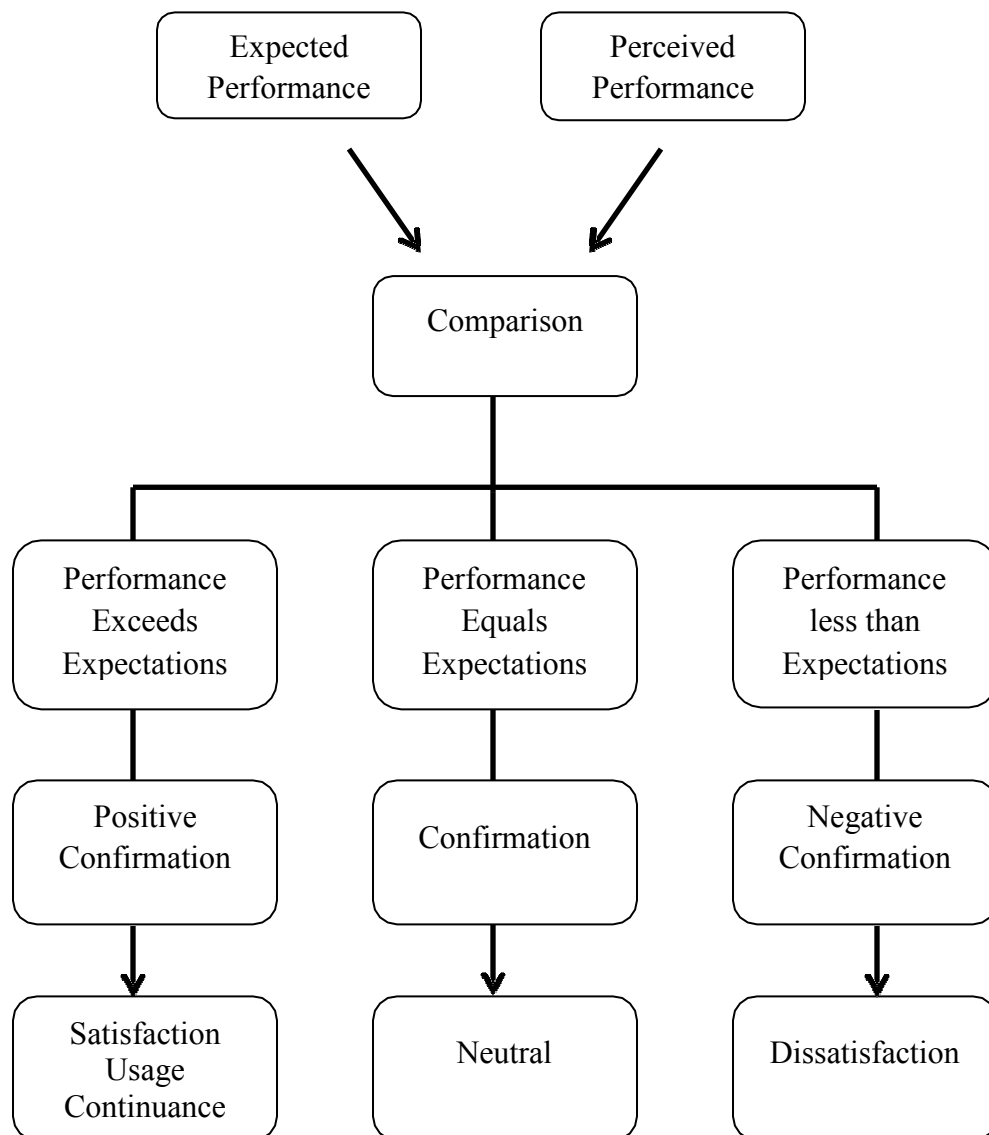 Expected
Performance
Perceived
Performance
Comparison
Performance
Exceeds
Expectations
Performance
Equals
Expectations
Performance
less than
Expectations
Positive
Confirmation
Confirmation
Negative
Confirmation
Satisfaction
Usage
Continuance
Neutral
Dissatisfaction